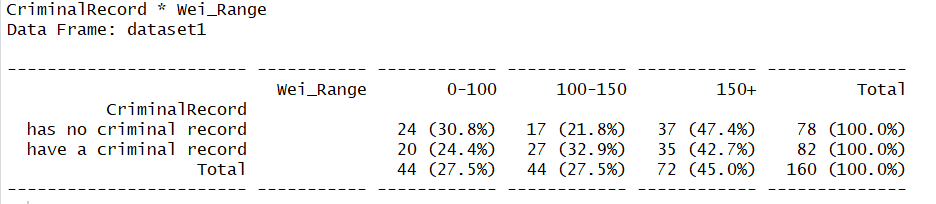 CriminalRecord * Wei_Range
Data Frame: dataset1
------------------------ ----------- ------------ ------------ ------------ --------------
Wei_Range 0-100 100-150 150+ Total
CriminalRecord
has no criminal record 24 (30.8%) 17 (21.8%) 37 (47.4%) 78 (100.0%)
have a criminal record 20 (24.4%) 27 (32.9%) 35 (42.7%) 82 (100.0%)
Total 44 (27.5%) 44 (27.5%) 72 (45.0%) 160 (100.0%)
------------------------ ----------- ------------ ------------ ------------ --------------